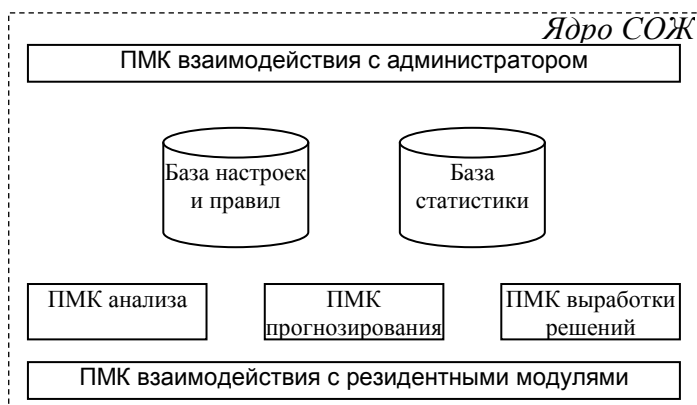 Ядро СОЖ
ПМК взаимодействия с администратором
База настроек
и правил
База
статистики
ПМК анализа
ПМК
прогнозирования
ПМК выработки
решений
ПМК взаимодействия с резидентными модулями